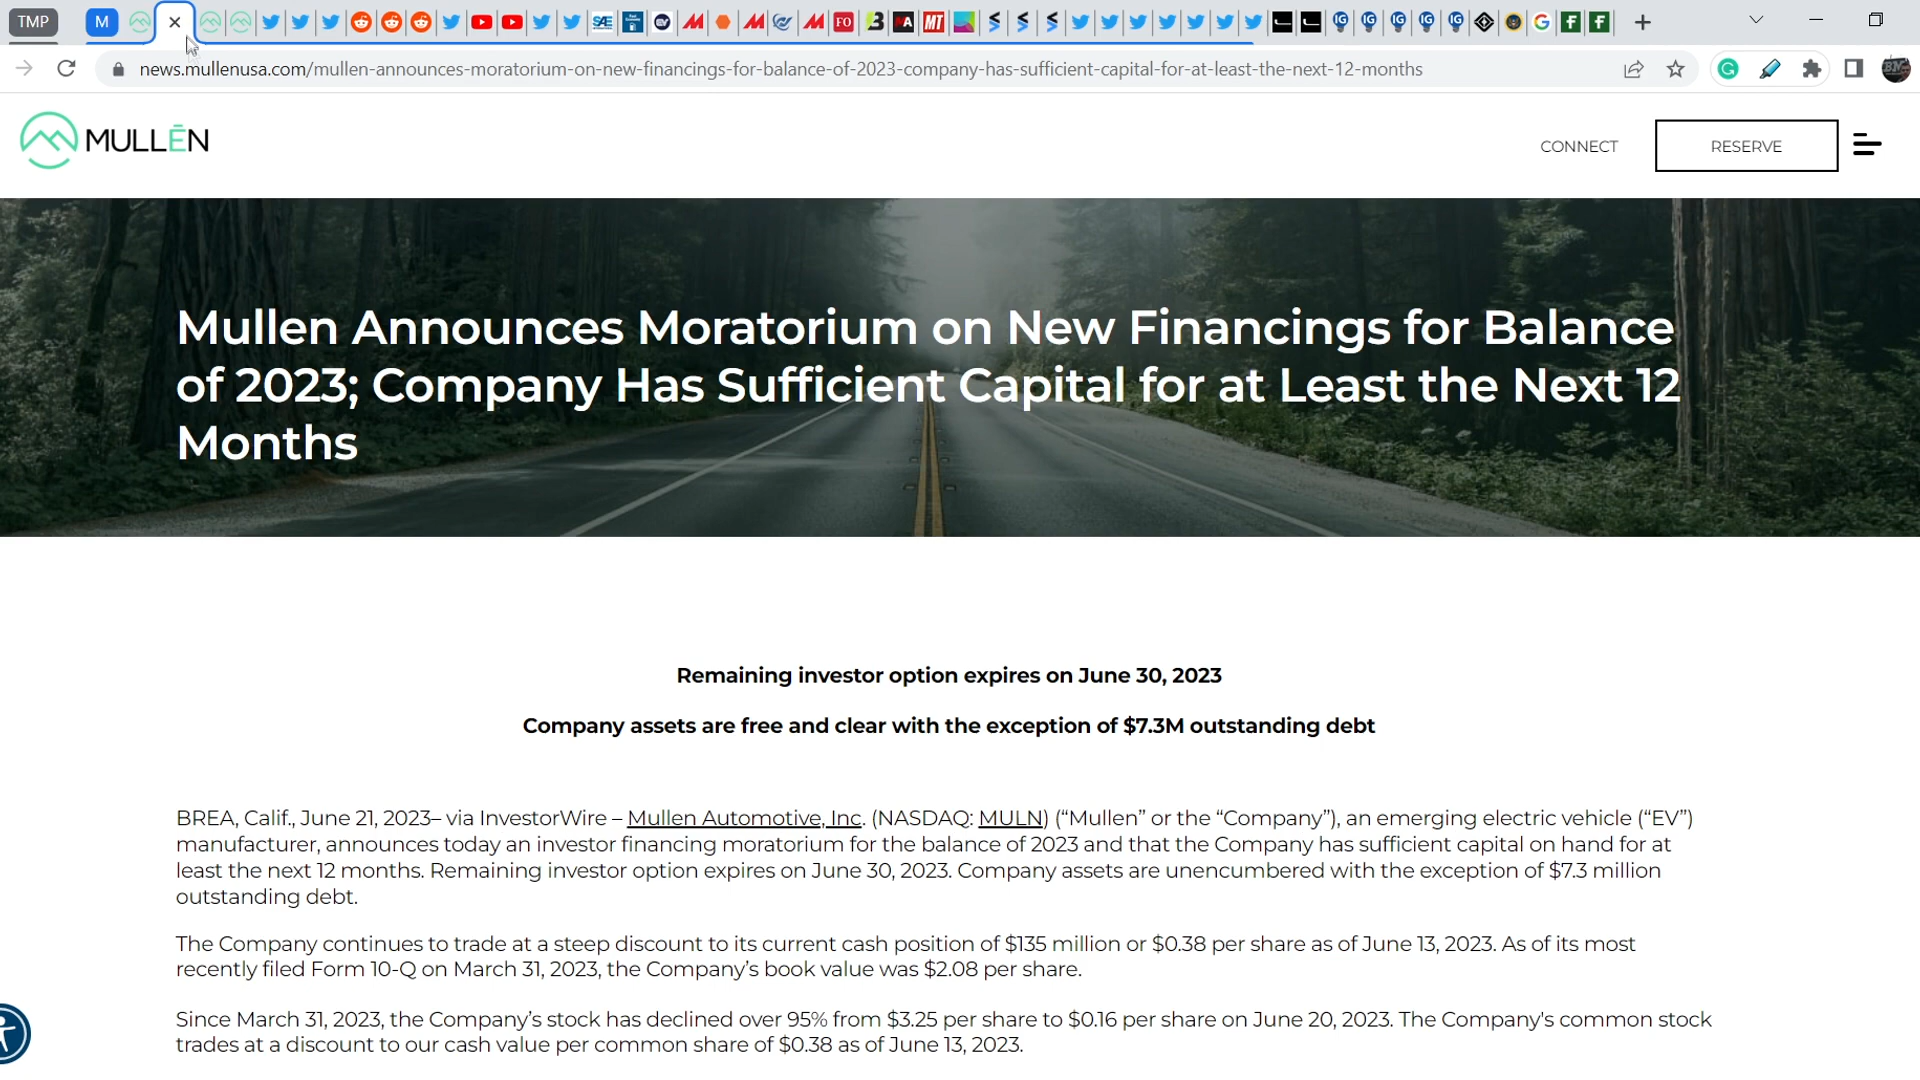 TMP
M
SAE
FO
MA
MT
IG
IG
IG
IG
IG
news.mullenusa.com/mullen-announces-moratorium-on-new-financings-for-balance-of-2023-company-has-sufficient-capital-for-at-least-the-next-12-months
MULLĒN
CONNECT
RESERVE
Mullen Announces Moratorium on New Financings for Balance
of 2023; Company Has Sufficient Capital for at Least the Next 12
Months
Remaining investor option expires on June 30, 2023
Company assets are free and clear with the exception of $7.3M outstanding debt
BREA, Calif., June 21, 2023– via InvestorWire – Mullen Automotive, Inc. (NASDAQ: MULN) (“Mullen” or the “Company”), an emerging electric vehicle (“EV”)
manufacturer, announces today an investor financing moratorium for the balance of 2023 and that the Company has sufficient capital on hand for at
least the next 12 months. Remaining investor option expires on June 30, 2023. Company assets are unencumbered with the exception of $7.3 million
outstanding debt.
The Company continues to trade at a steep discount to its current cash position of $135 million or $0.38 per share as of June 13, 2023. As of its most
recently filed Form 10-Q on March 31, 2023, the Company’s book value was $2.08 per share.
Since March 31, 2023, the Company’s stock has declined over 95% from $3.25 per share to $0.16 per share on June 20, 2023. The Company's common stock
trades at a discount to our cash value per common share of $0.38 as of June 13, 2023.